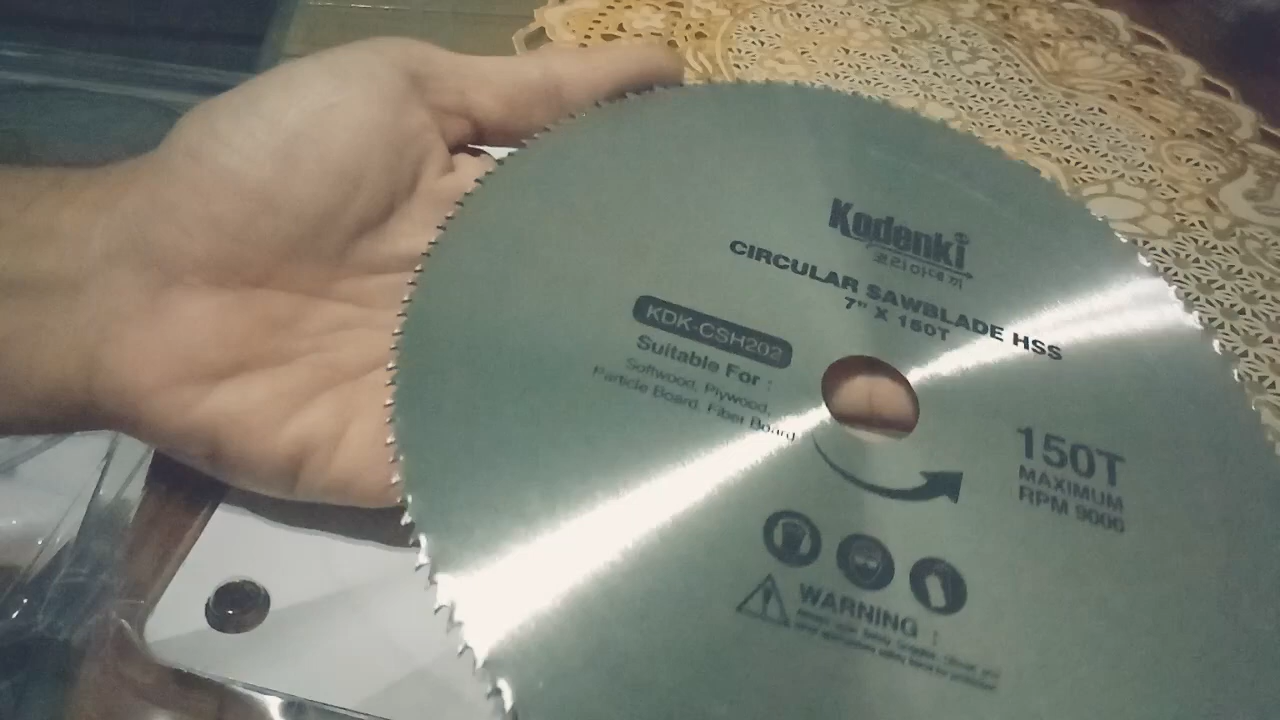 Kodenki®
코리아데끼
CIRCULAR SAWBLADE HSS
7" X 150T
KDK-CSH202
Suitable For :
Softwood, Plywood,
Particle Board, Fiber Board
150T
MAXIMUM
RPM 9000
WARNING :